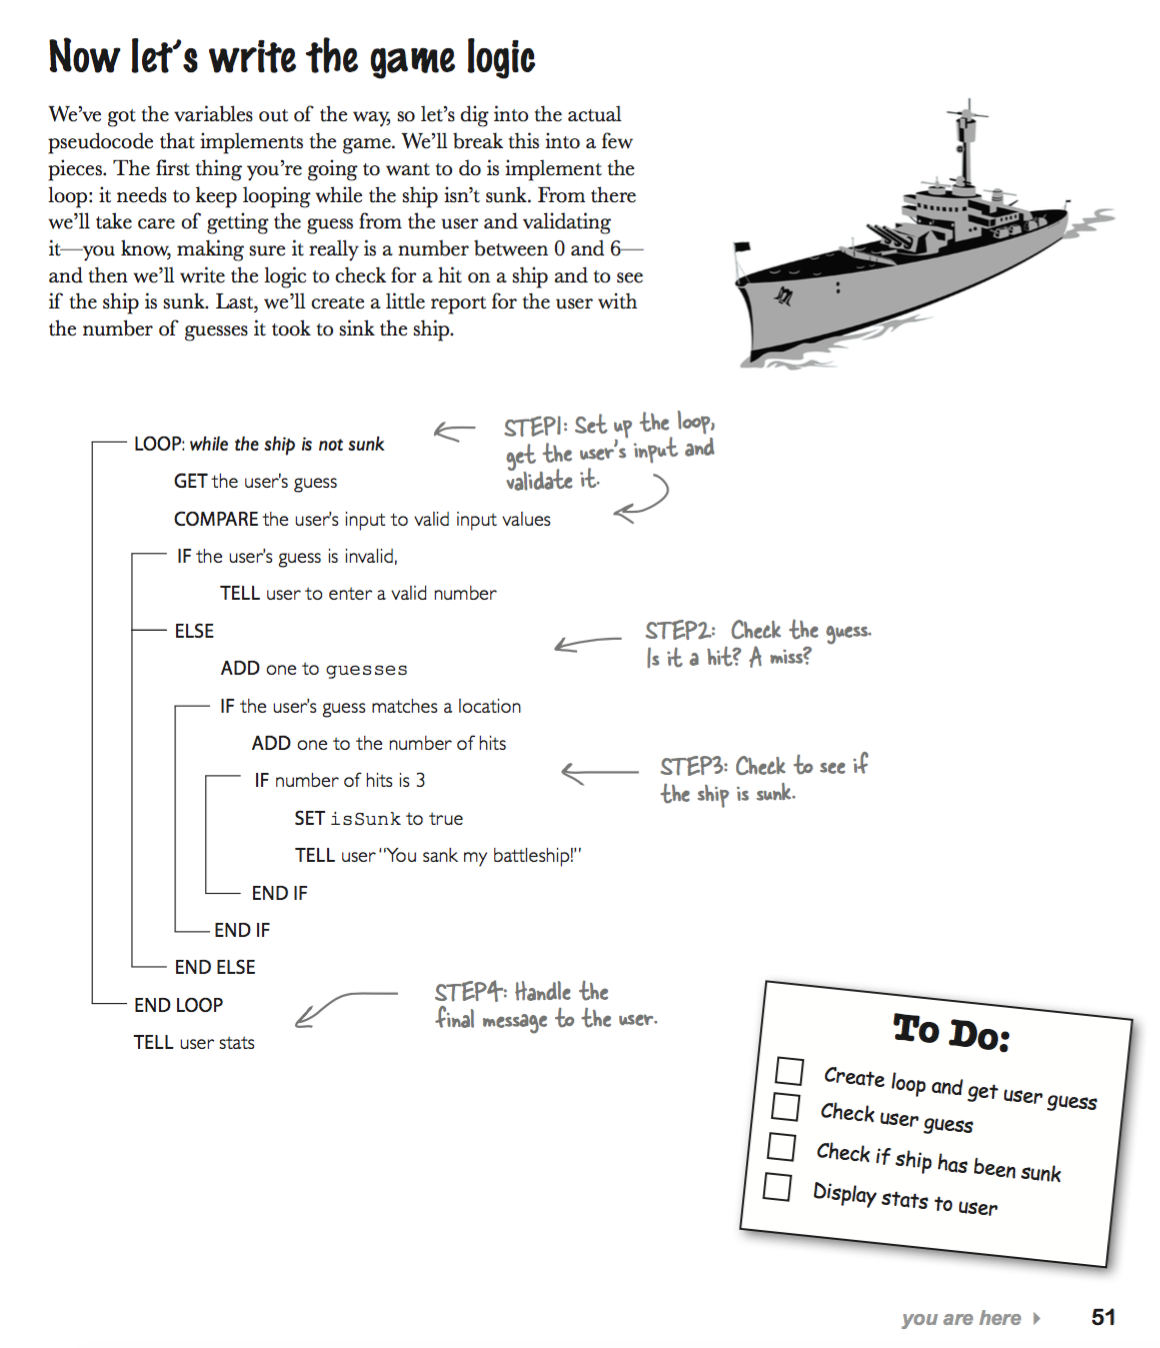 Now let's write the game logic
We've got the variables out of the way, so let's dig into the actual
pseudocode that implements the game. We'll break this into a few
pieces. The first thing you're going to want to do is implement the
loop: it needs to keep looping while the ship isn't sunk. From there
we'll take care of getting the guess from the user and validating
it—you know, making sure it really is a number between 0 and 6—
and then we'll write the logic to check for a hit on a ship and to see
if the ship is sunk. Last, we'll create a little report for the user with
the number of guesses it took to sink the ship.
LOOP: while the ship is not sunk
STEP1: Set up the loop,
get the user's input and
validate it.
GET the user's guess
COMPARE the user's input to valid input values
IF the user's guess is invalid,
TELL user to enter a valid number
ELSE
STEP2: Check the guess.
Is it a hit? A miss?
ADD one to guesses
IF the user's guess matches a location
ADD one to the number of hits
STEP3: Check to see if
the ship is sunk.
IF number of hits is 3
SET isSunk to true
TELL user "You sank my battleship!"
END IF
END IF
END ELSE
END LOOP
STEP4: Handle the
final message to the user.
TELL user stats
To Do:
Create loop and get user guess
Check user guess
Check if ship has been sunk
Display stats to user
you are here
51